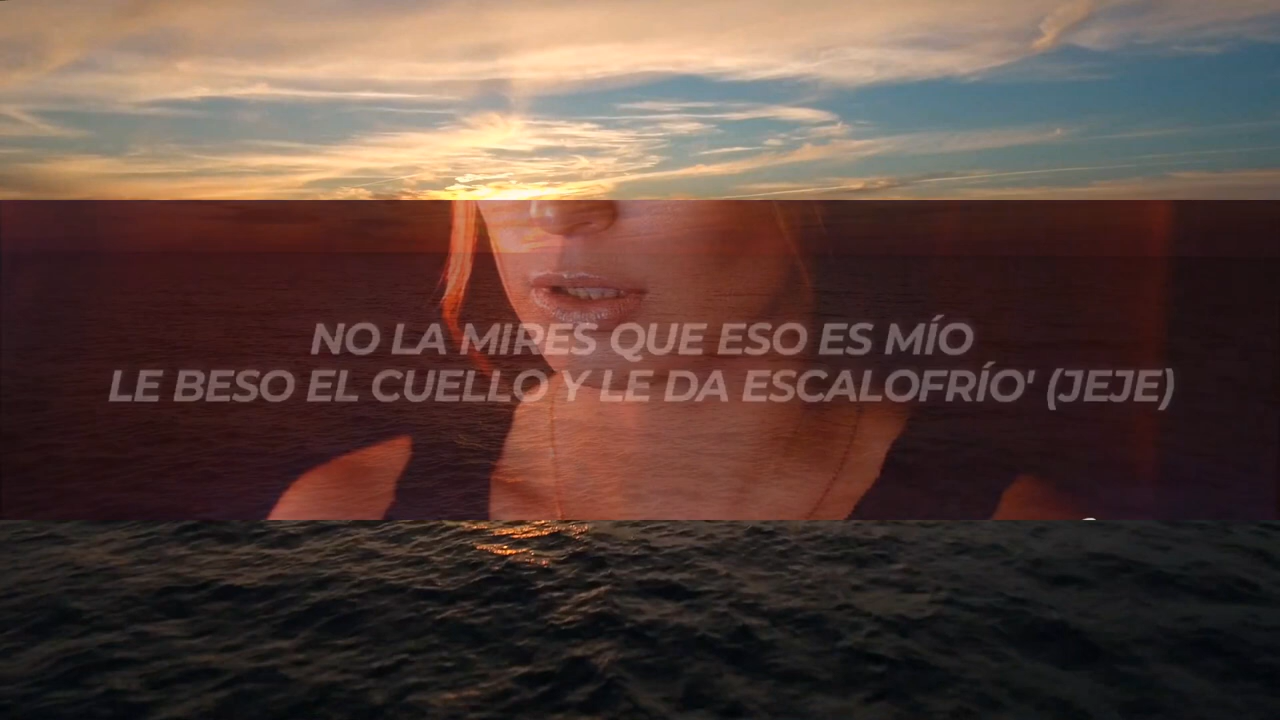 NO LA MIRES QUE ESO ES MÍO
LE BESO EL CUELLO Y LE DA ESCALOFRÍO' (JEJE)